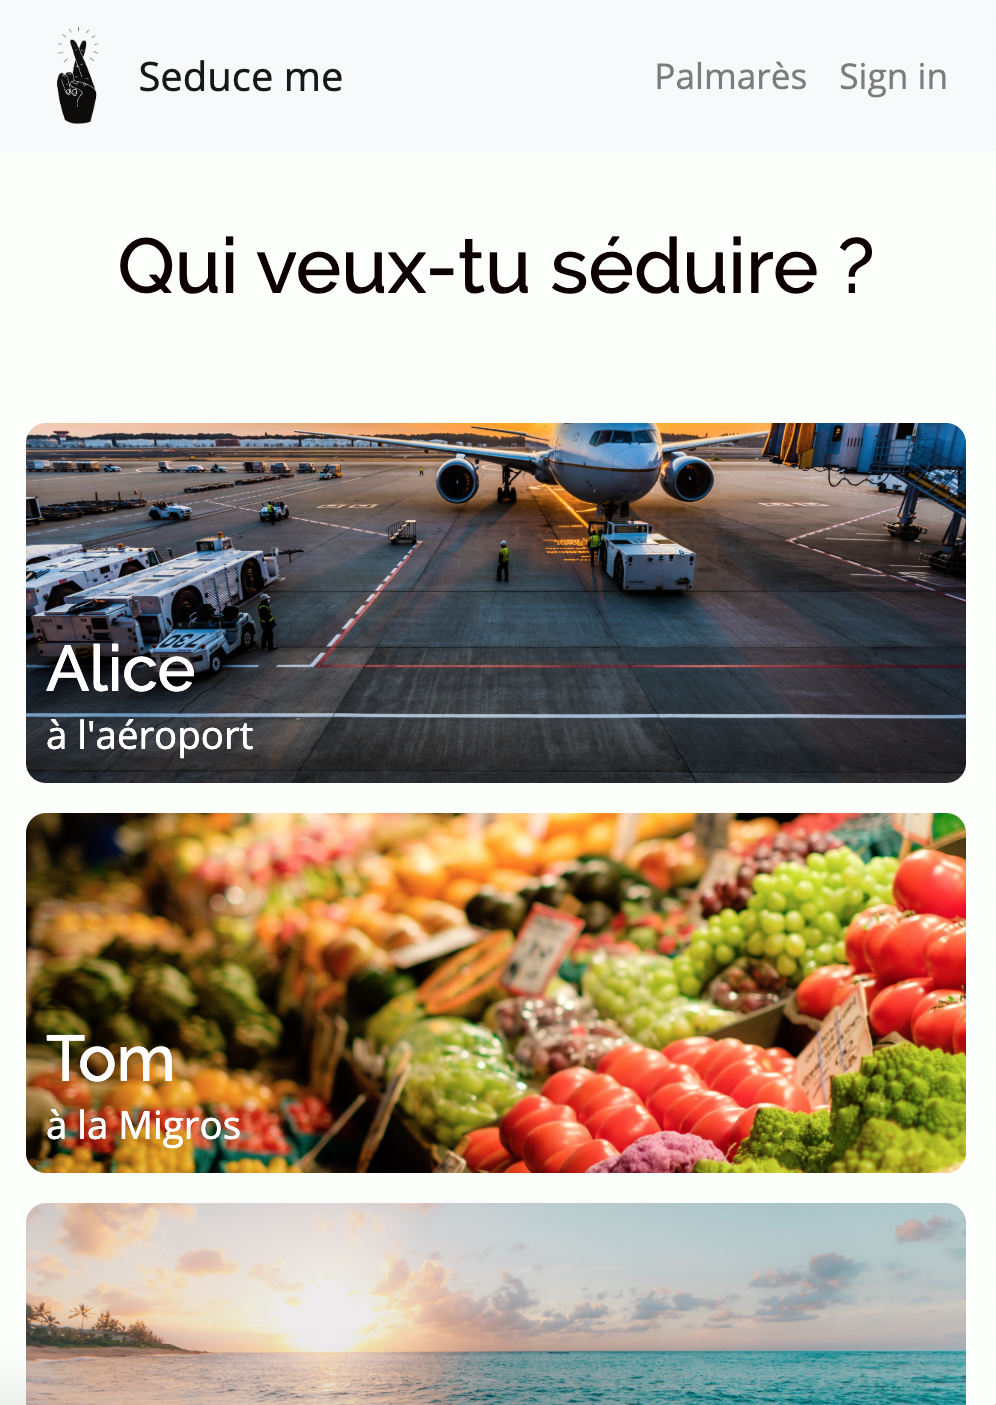 Seduce me
Palmarès
Sign in
Qui veux-tu séduire ?
Alice
à l'aéroport
Tom
à la Migros